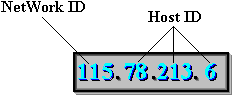 NetWork ID
Host ID
115. 78. 213. 6